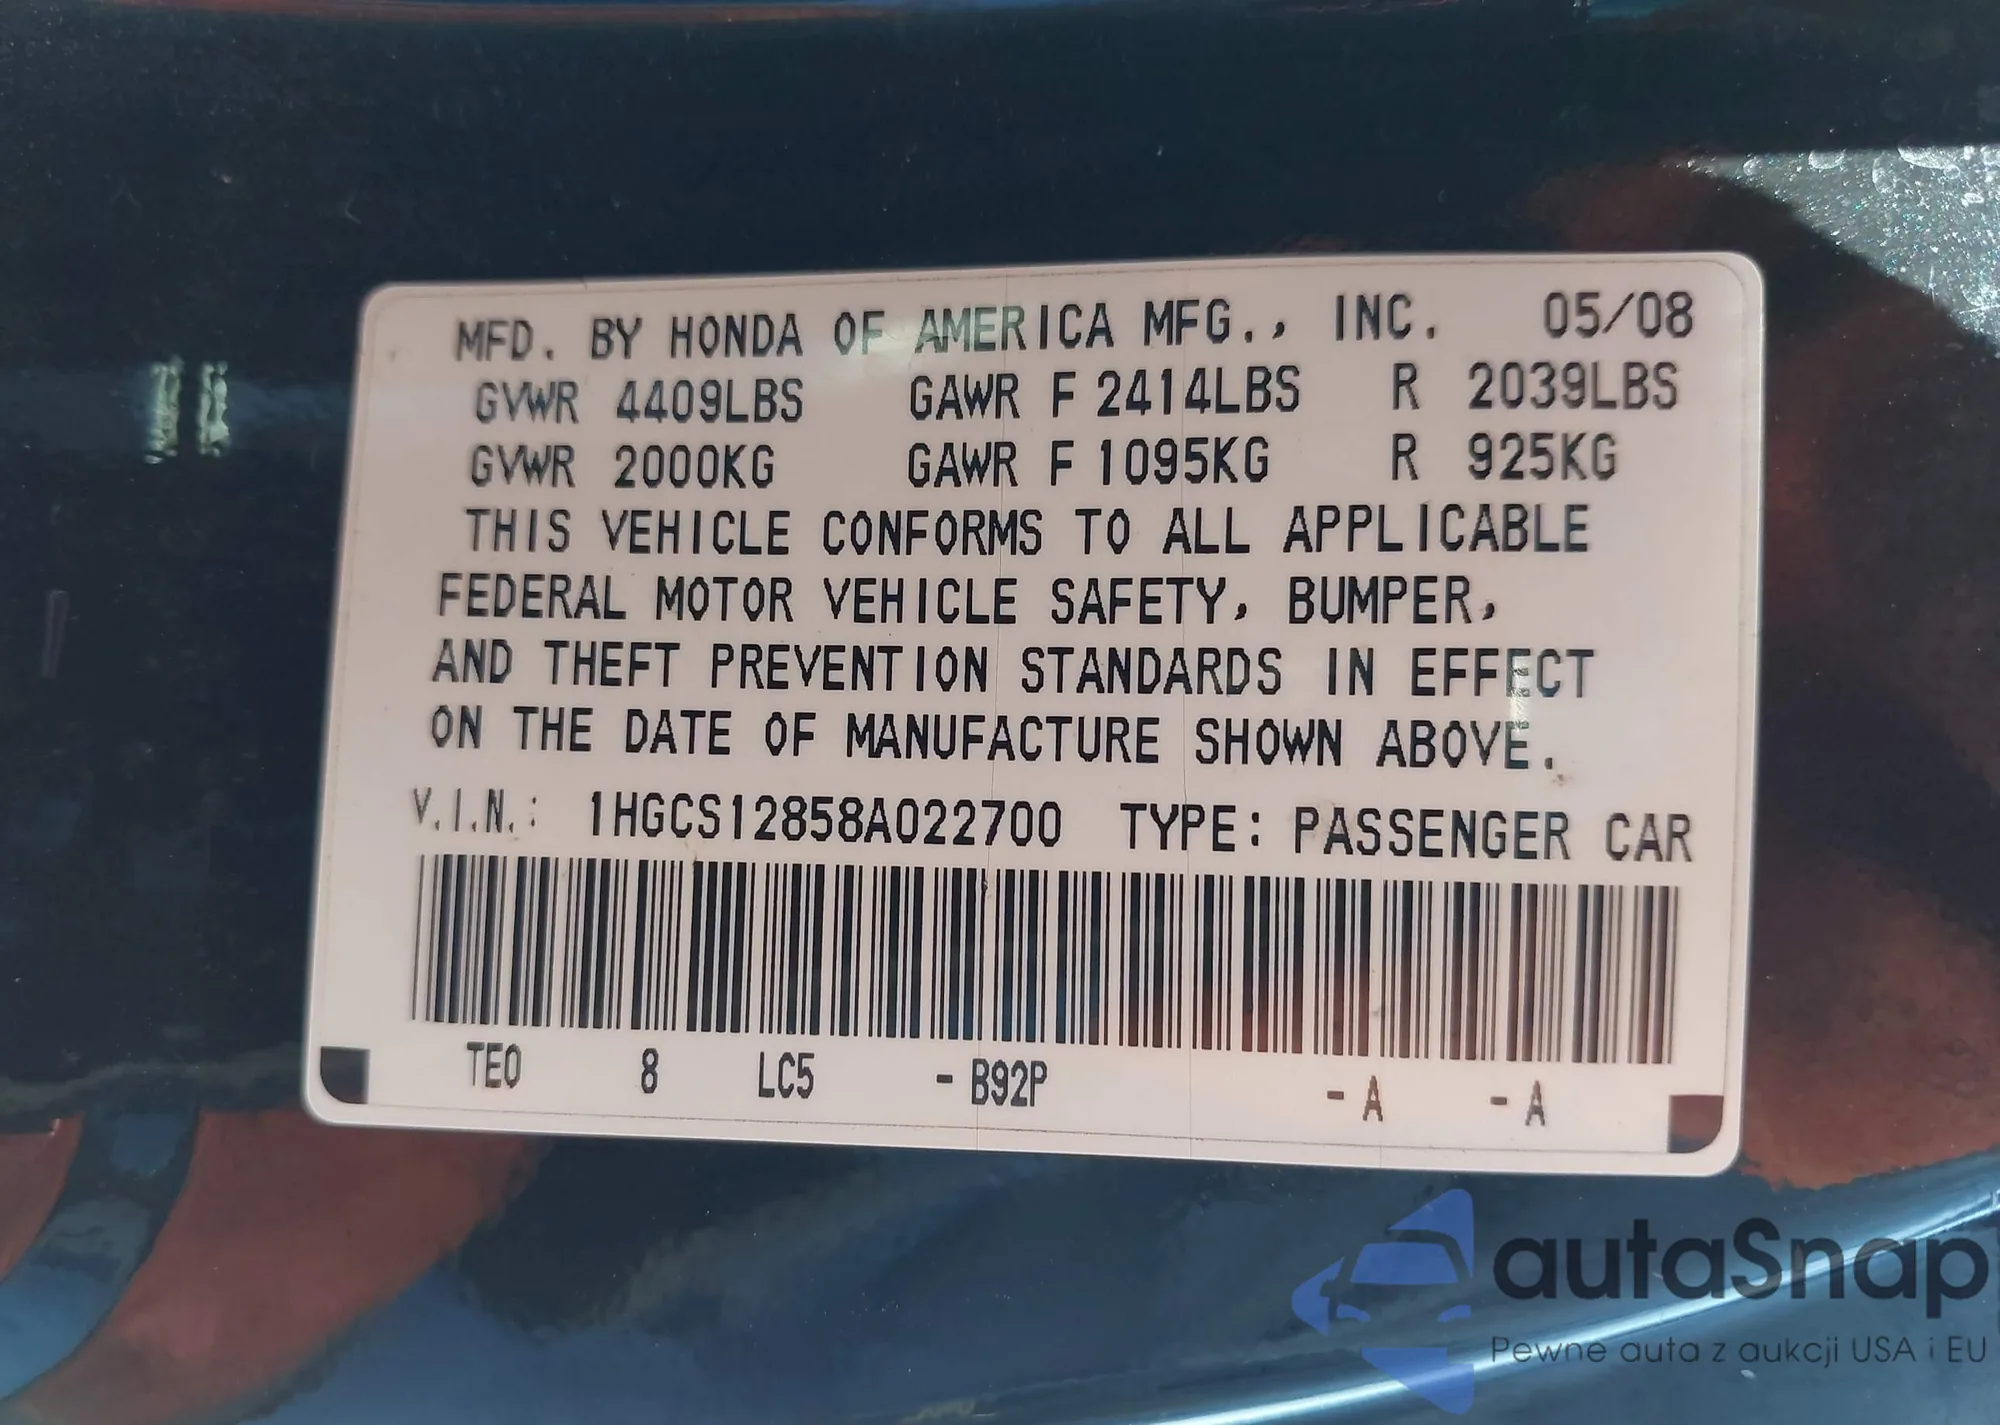 MFD. BY HONDA OF AMERICA MFG., INC. 05/08
GVWR 4409LBS GAWR F 2414LBS R 2039LBS
GVWR 2000KG GAWR F 1095KG R 925KG
THIS VEHICLE CONFORMS TO ALL APPLICABLE
FEDERAL MOTOR VEHICLE SAFETY, BUMPER,
AND THEFT PREVENTION STANDARDS IN EFFECT
ON THE DATE OF MANUFACTURE SHOWN ABOVE.
V.I.N.: 1HGCS12858A022700 TYPE: PASSENGER CAR
TE0 8 LC5 - B92P - A - A
autaSnap
Pewne auta z aukcji USA i EU